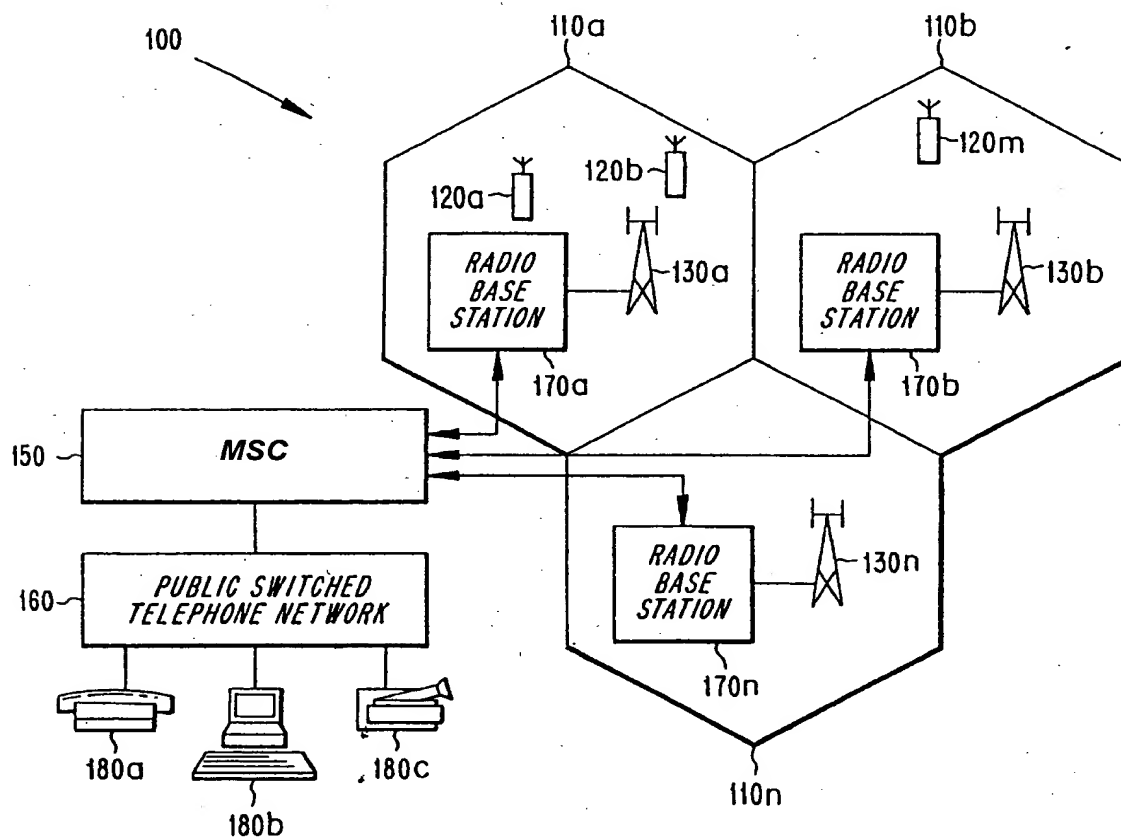 100
110a
110b
120a
120b
120m
RADIO
BASE
STATION
130a
170a
RADIO
BASE
STATION
130b
170b
150
MSC
RADIO
BASE
STATION
130n
170n
160
PUBLIC SWITCHED
TELEPHONE NETWORK
180a
180b
180c
110n